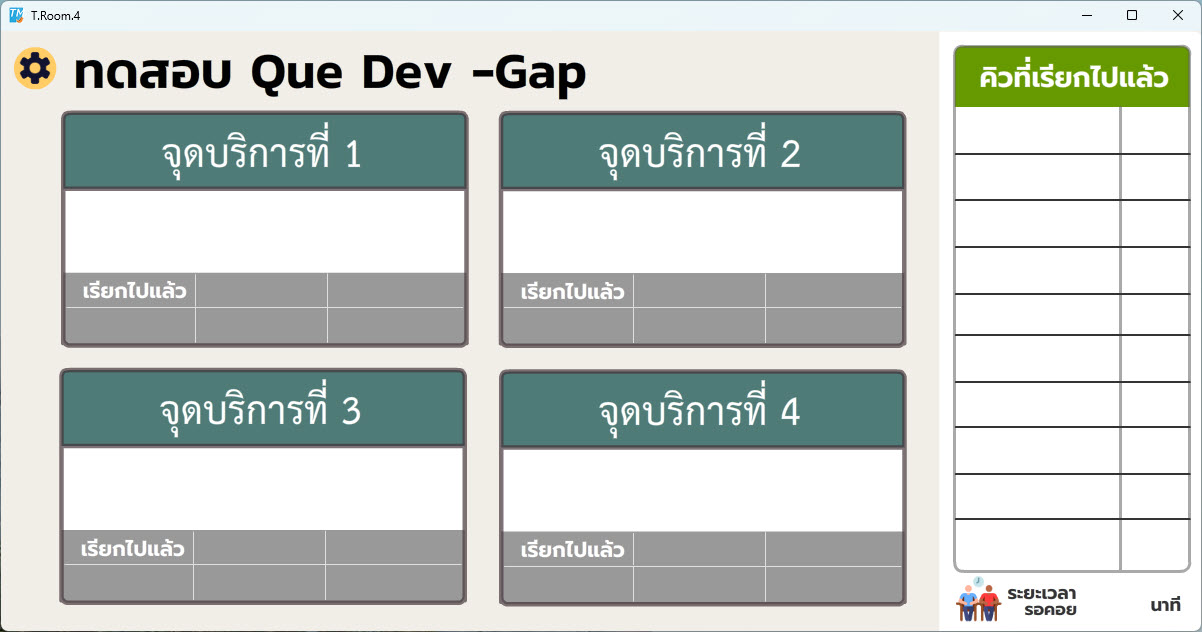 T.Room.4
ทดสอบ Que Dev -Gap
จุดบริการที่ 1
เรียกไปแล้ว
จุดบริการที่ 2
เรียกไปแล้ว
จุดบริการที่ 3
เรียกไปแล้ว
จุดบริการที่ 4
เรียกไปแล้ว
คิวที่เรียกไปแล้ว
ระยะเวลา
รอคอย
นาที